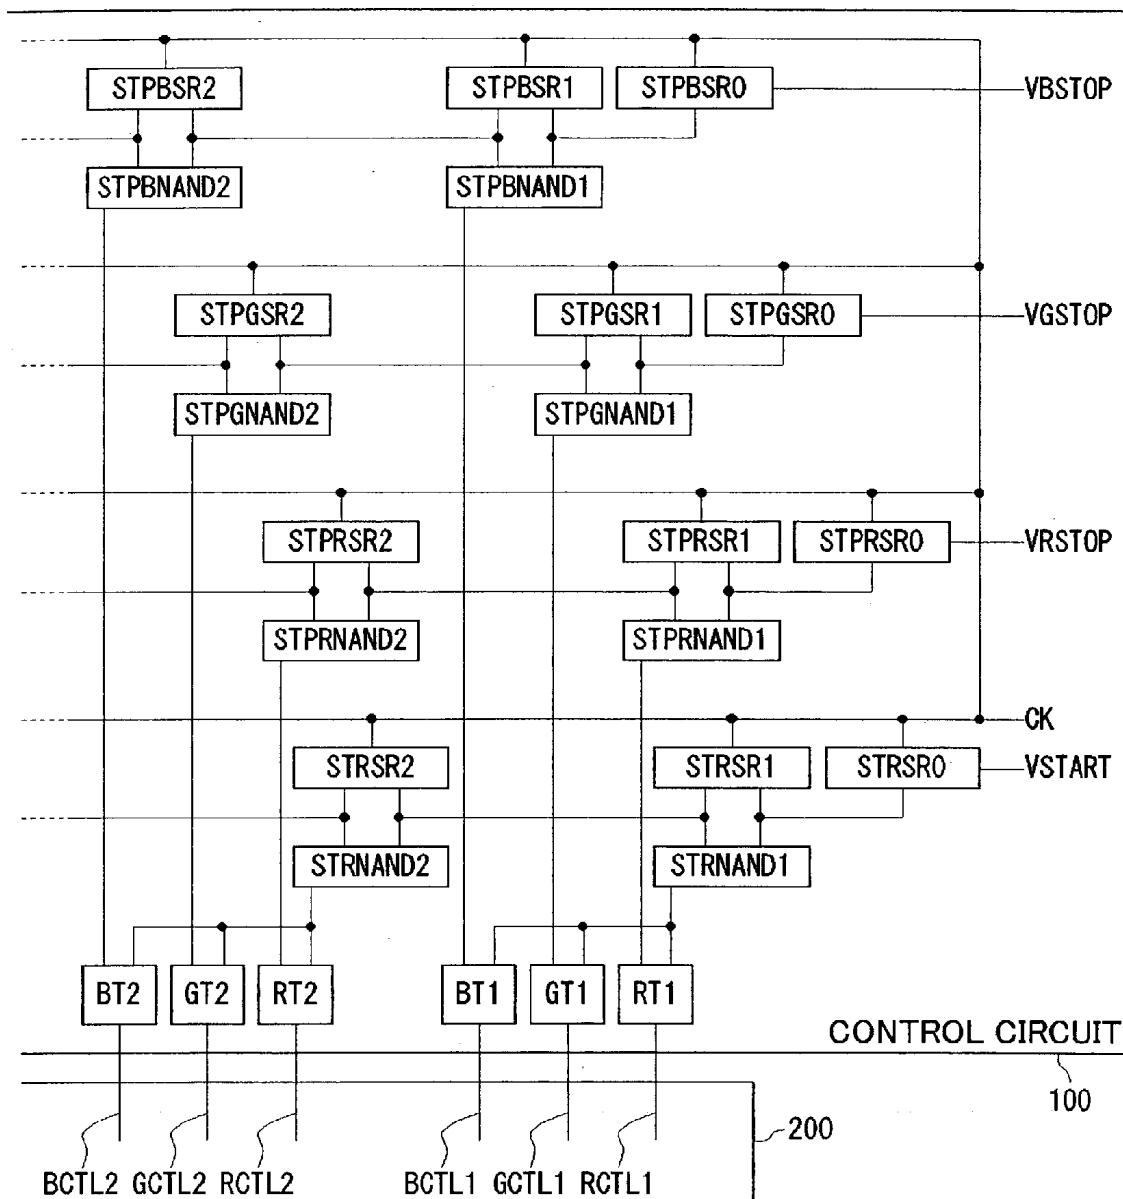 STPBSR2 STPBSR1 STPBSR0 VBSTOP
STPBNAND2 STPBNAND1
STPGSR2 STPGSR1 STPGSR0 VGSTOP
STPGNAND2 STPGNAND1
STPRSR2 STPRSR1 STPRSR0 VRSTOP
STPRNAND2 STPRNAND1
CK
STRSR2 STRSR1 STRSR0 VSTART
STRNAND2 STRNAND1
BT2 GT2 RT2 BT1 GT1 RT1
CONTROL CIRCUIT
100
200
BCTL2 GCTL2 RCTL2 BCTL1 GCTL1 RCTL1